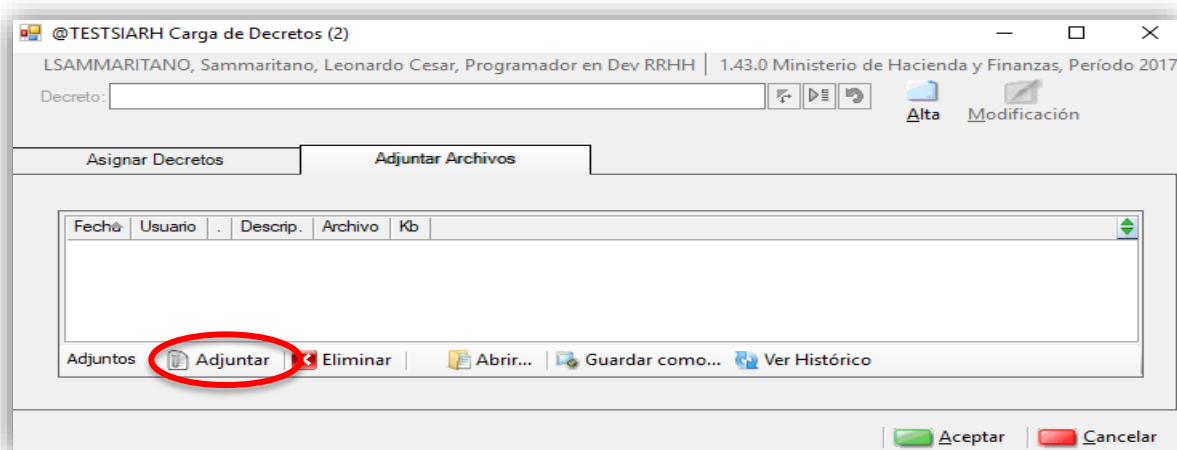 @TESTSIARH Carga de Decretos (2)
LSAMMARITANO, Sammaritano, Leonardo Cesar, Programador en Dev RRHH | 1.43.0 Ministerio de Hacienda y Finanzas, Período 2017
Decreto:
Alta Modificación
Asignar Decretos Adjuntar Archivos
Fecha Usuario . Descrip. Archivo Kb
Adjuntos Adjuntar Eliminar Abrir... Guardar como... Ver Histórico
Aceptar Cancelar